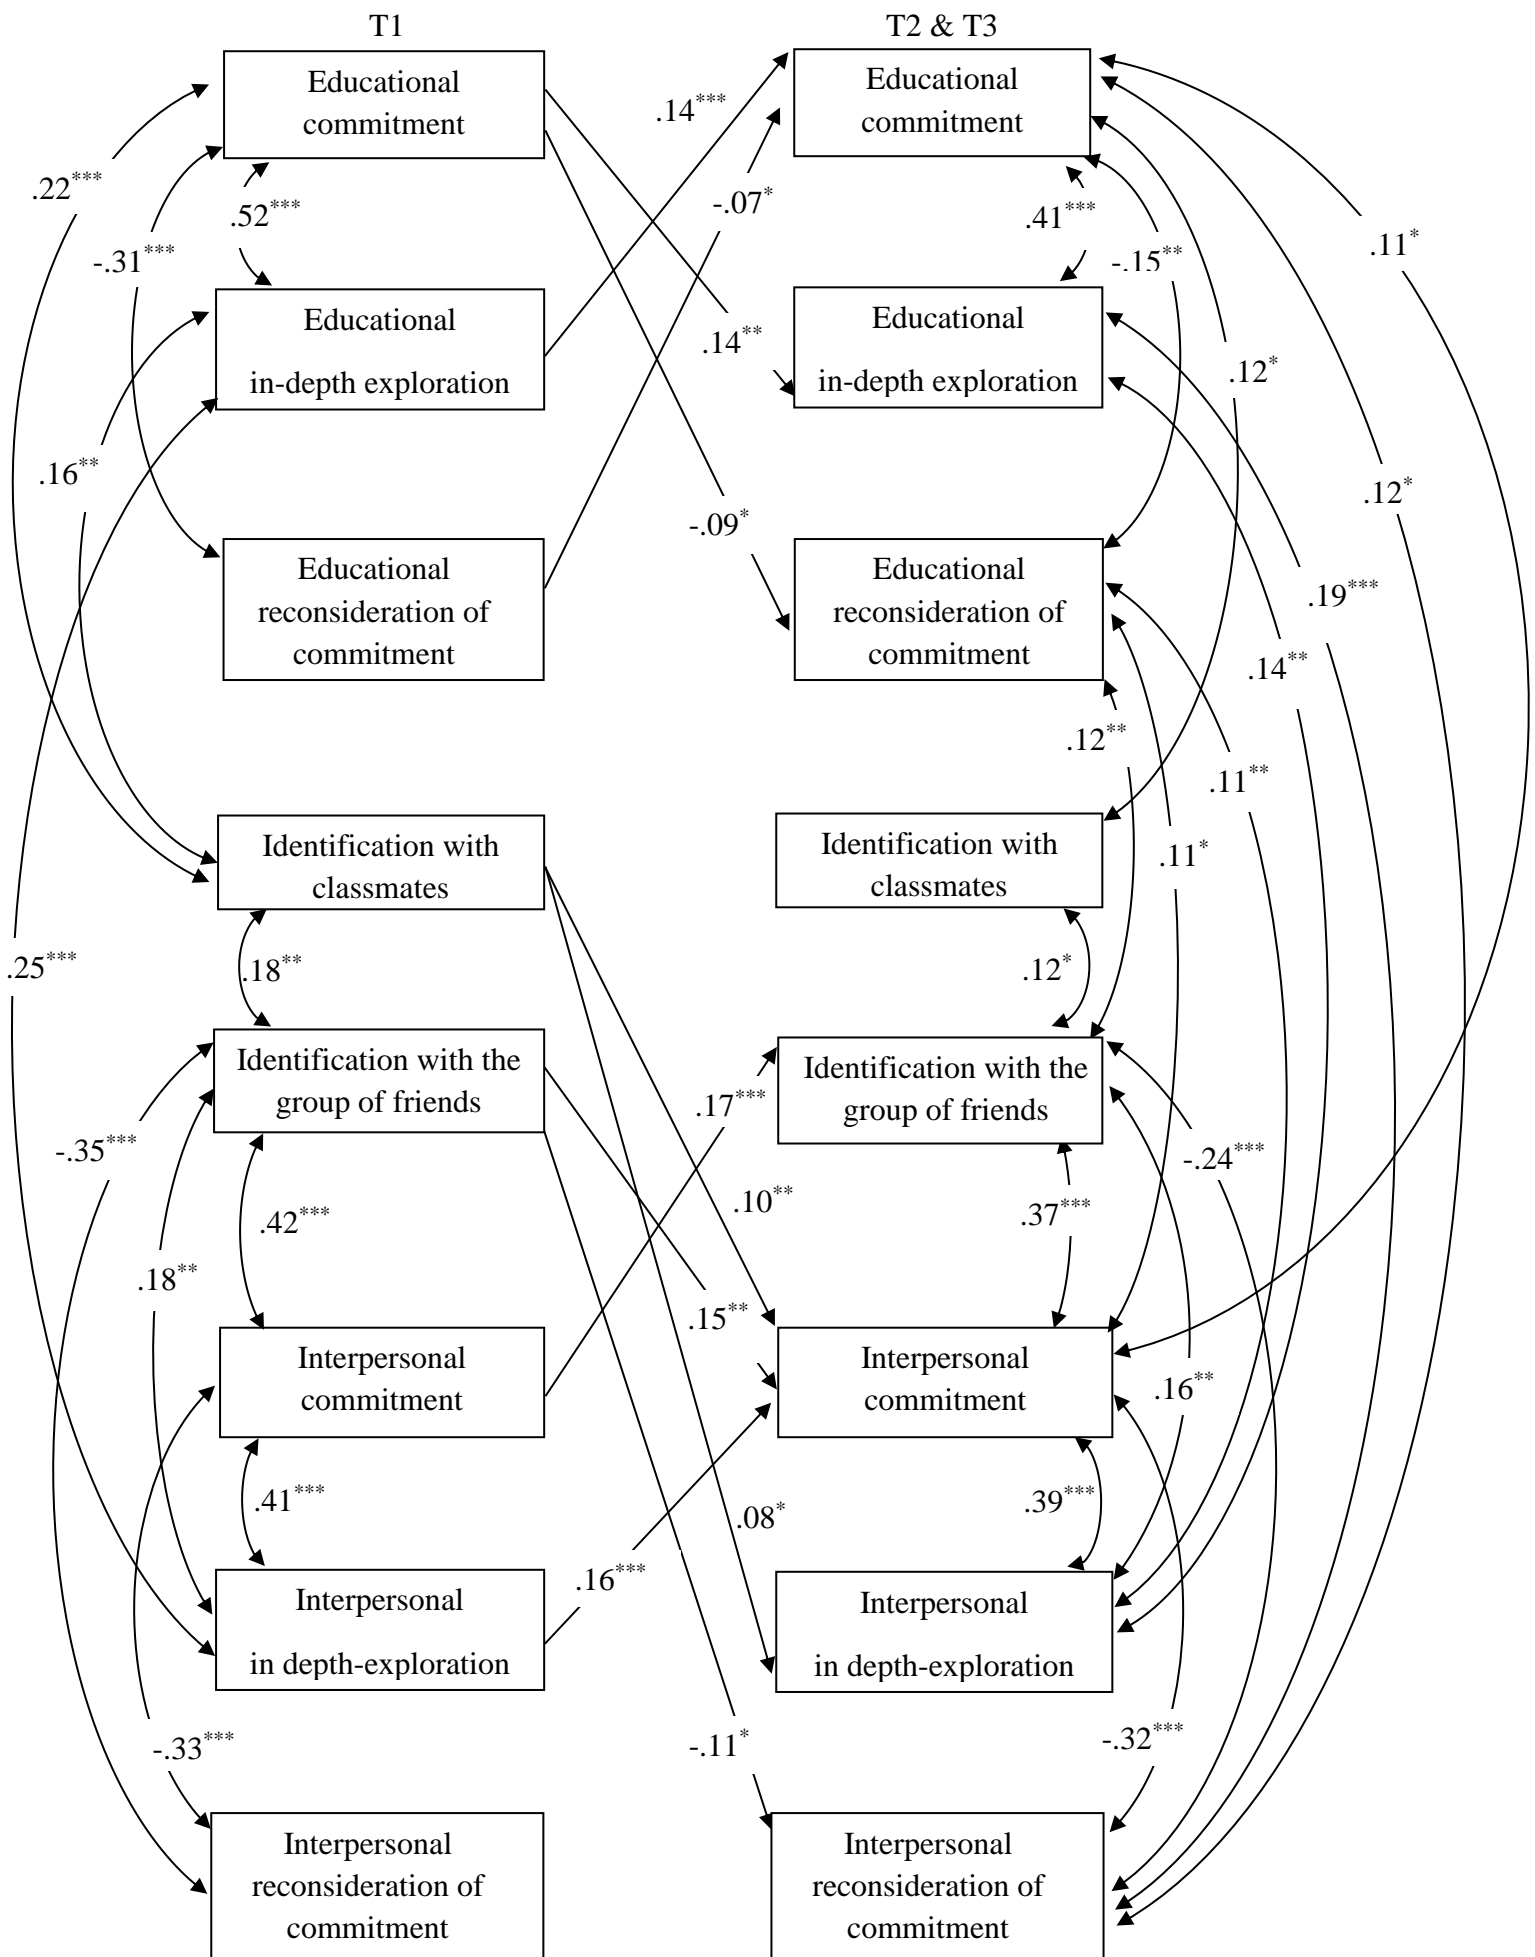 T1
T2 & T3
Educational
commitment
Educational
commitment
.14***
.22***
.52***
-.07*
.41***
-.31***
-.15**
.11*
Educational
in-depth exploration
Educational
in-depth exploration
.14**
.12*
.16**
.12*
-.09*
Educational
reconsideration of
commitment
Educational
reconsideration of
commitment
.19***
.14**
.12**
.11**
Identification with
classmates
Identification with
classmates
.11*
.25***
.18**
.12*
Identification with the
group of friends
Identification with the
group of friends
.17***
-.35***
-.24***
.10**
.42***
.37***
.18**
.15**
Interpersonal
commitment
Interpersonal
commitment
.16**
.41***
.39***
.08*
.16***
Interpersonal
in depth-exploration
Interpersonal
in depth-exploration
-.33***
-.11*
-.32***
Interpersonal
reconsideration of
commitment
Interpersonal
reconsideration of
commitment